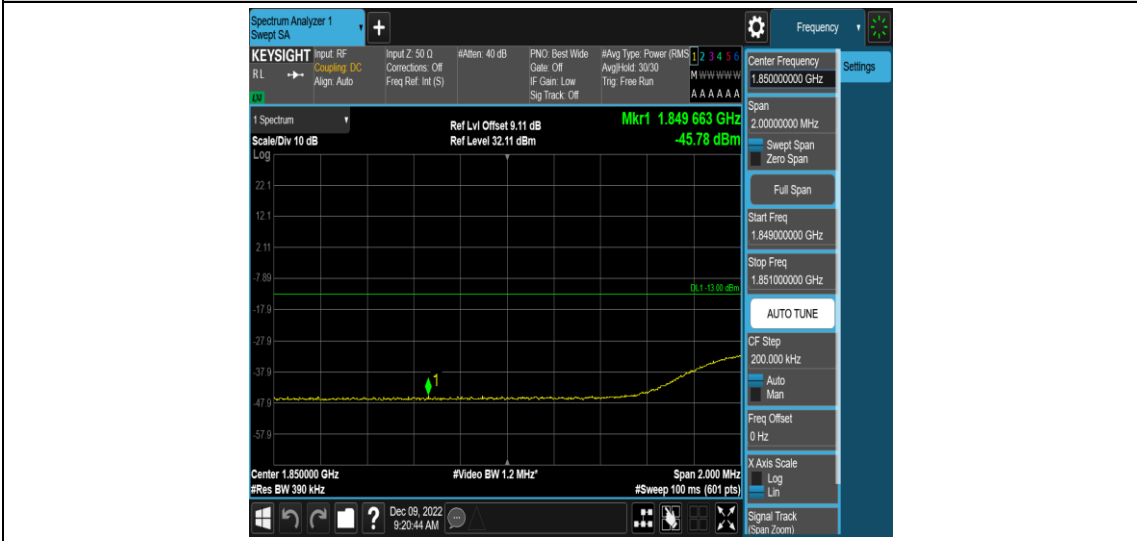 Spectrum Analyzer 1
Swept SA
+
Frequency
KEYSIGHT
RL
Input: RF
Coupling: DC
Align: Auto
Input Z: 50 Ω
Corrections: Off
Freq Ref: Int (S)
#Atten: 40 dB
PNO: Best Wide
Gate: Off
IF Gain: Low
Sig Track: Off
#Avg Type: Power (RMS
Avg|Hold: 30/30
Trig: Free Run
1 2 3 4 5 6
M W W W W W
A A A A A A
1 Spectrum
Scale/Div 10 dB
Log
Ref Lvl Offset 9.11 dB
Ref Level 32.11 dBm
Mkr1 1.849 663 GHz
-45.78 dBm
22.1
12.1
2.11
-7.89
-17.9
-27.9
-37.9
-47.9
-57.9
DL1 -13.00 dBm
1
Center 1.850000 GHz
#Res BW 390 kHz
#Video BW 1.2 MHz*
Span 2.000 MHz
#Sweep 100 ms (601 pts)
Center Frequency
1.850000000 GHz
Settings
Span
2.00000000 MHz
Swept Span
Zero Span
Full Span
Start Freq
1.849000000 GHz
Stop Freq
1.851000000 GHz
AUTO TUNE
CF Step
200.000 kHz
Auto
Man
Freq Offset
0 Hz
X Axis Scale
Log
Lin
Signal Track
(Span Zoom)
?
Dec 09, 2022
9:20:44 AM